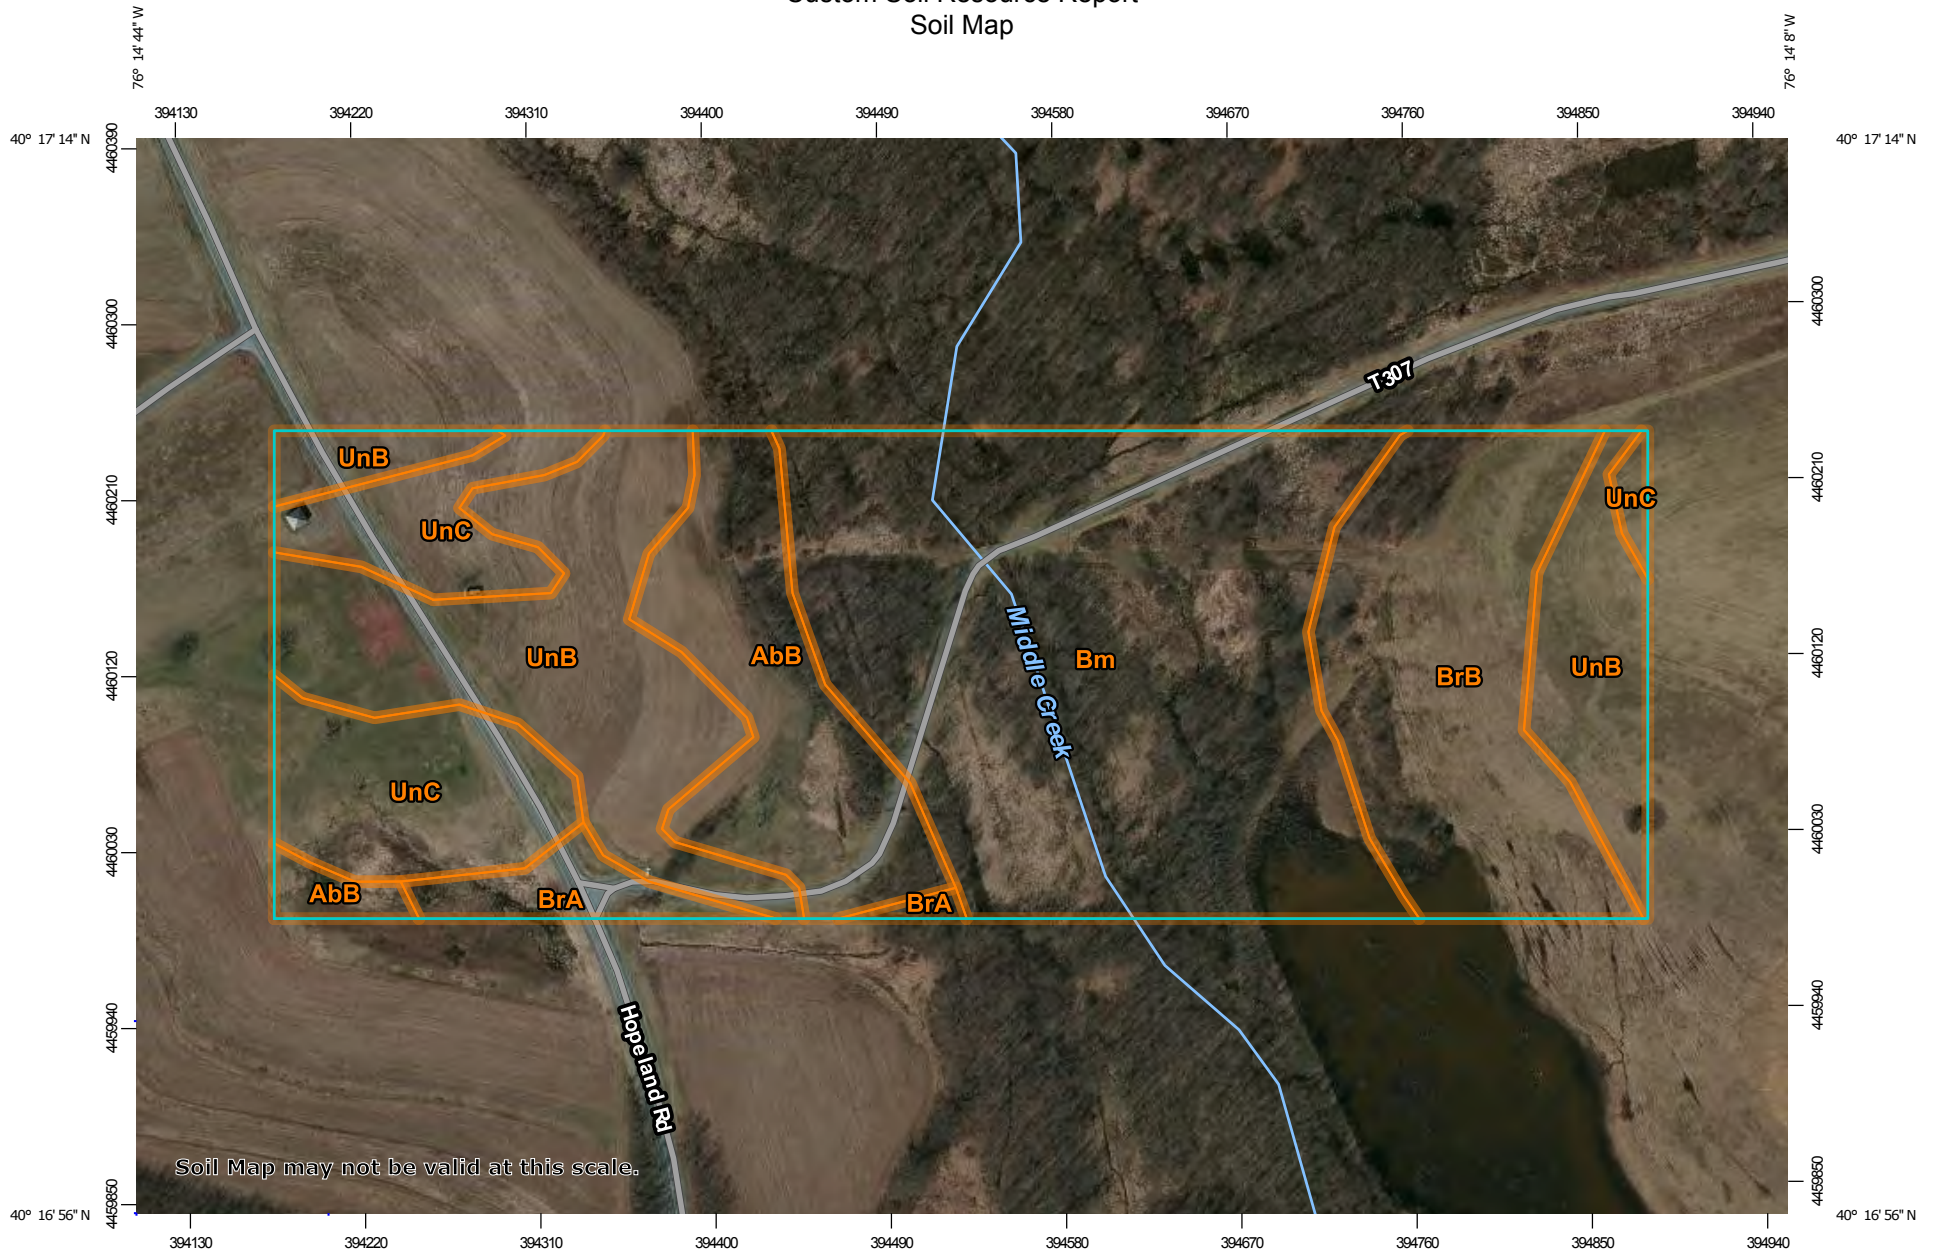 Custom Soil Resource Report
Soil Map
76° 14' 44'' W
76° 14' 8'' W
394130 394220 394310 394400 394490 394580 394670 394760 394850 394940
40° 17' 14'' N
40° 17' 14'' N
4460390
4460300
4460300
T307
UnB
4460210
4460210
UnC
UnC
Middle Creek
4460120
4460120
UnB
AbB
Bm
BrB
UnB
UnC
4460030
4460030
AbB
BrA
BrA
4459940
4459940
Hopeland Rd
Soil Map may not be valid at this scale.
4459850
4459850
40° 16' 56'' N
40° 16' 56'' N
394130 394220 394310 394400 394490 394580 394670 394760 394850 394940